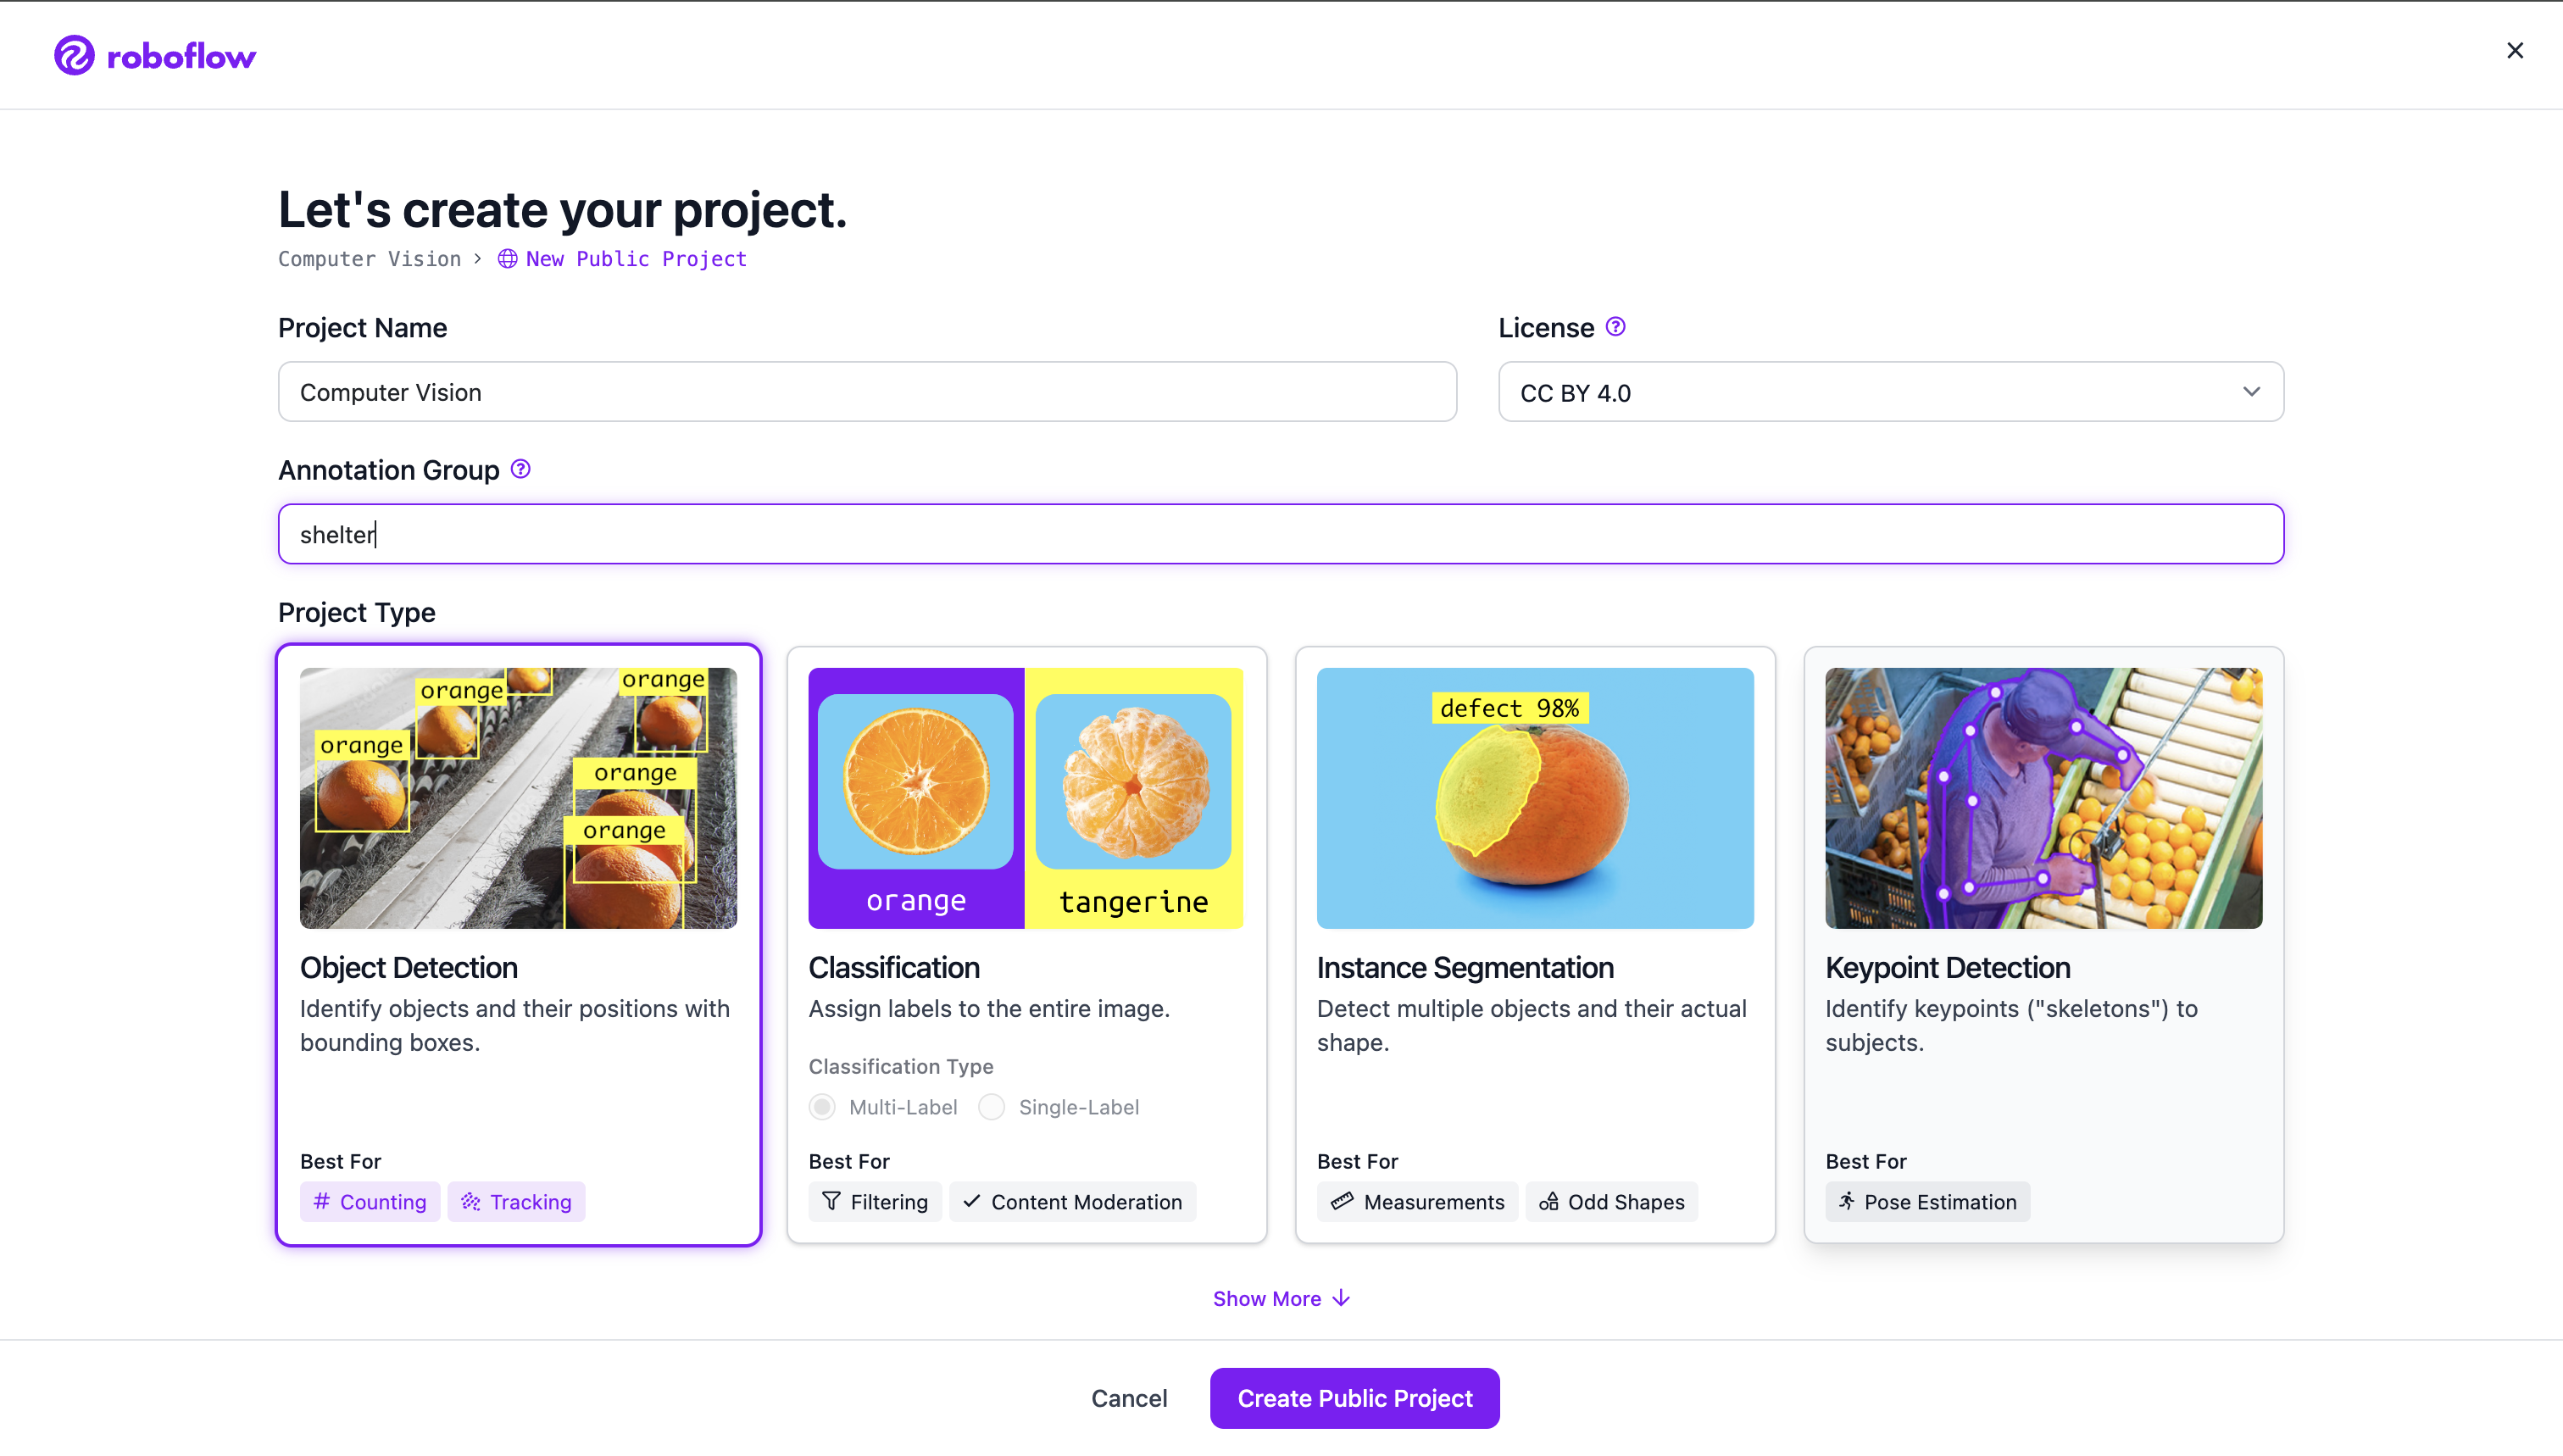 roboflow
Let's create your project.
Computer Vision > New Public Project
Project Name
License
Computer Vision
CC BY 4.0
Annotation Group
shelter
Project Type
orange
orange
orange
orange
orange
orange
tangerine
defect 98%
Object Detection
Identify objects and their positions with
bounding boxes.
Best For
# Counting
Tracking
Classification
Assign labels to the entire image.
Classification Type
Multi-Label
Single-Label
Best For
Filtering
Content Moderation
Instance Segmentation
Detect multiple objects and their actual
shape.
Best For
Measurements
Odd Shapes
Keypoint Detection
Identify keypoints ("skeletons") to
subjects.
Best For
Pose Estimation
Show More
Cancel
Create Public Project